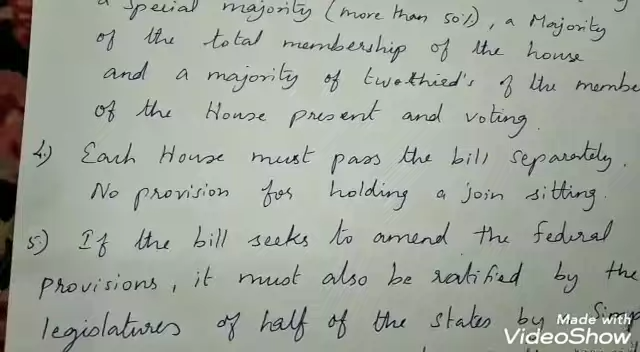 a special majority (more than 50%), a Majority
of the total membership of the house
and a majority of twothied's of the membe
of the House present and voting.
4.) Each House must pass the bill separately.
No provision for holding a join sitting.
5.) If the bill seeks to amend the federal
provisions, it must also be ratified by the
legislatures of half of the states by Simp
Made with
VideoShow